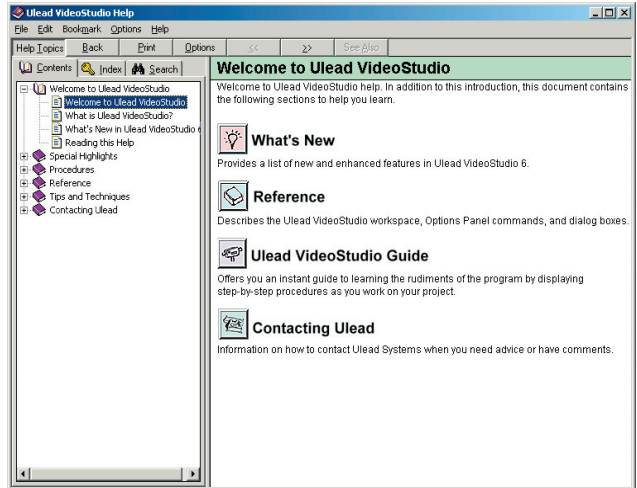 Ulead VideoStudio Help
File Edit Bookmark Options Help
Help Topics Back Print Options << >> See Also
Contents Index Search
Welcome to Ulead VideoStudio
Welcome to Ulead VideoStudio
What is Ulead VideoStudio?
What's New in Ulead VideoStudio 6
Reading this Help
Special Highlights
Procedures
Reference
Tips and Techniques
Contacting Ulead
Welcome to Ulead VideoStudio
Welcome to Ulead VideoStudio help. In addition to this introduction, this document contains
the following sections to help you learn.
What's New
Provides a list of new and enhanced features in Ulead VideoStudio 6.
Reference
Describes the Ulead VideoStudio workspace, Options Panel commands, and dialog boxes.
Ulead VideoStudio Guide
Offers you an instant guide to learning the rudiments of the program by displaying
step-by-step procedures as you work on your project.
Contacting Ulead
Information on how to contact Ulead Systems when you need advice or have comments.